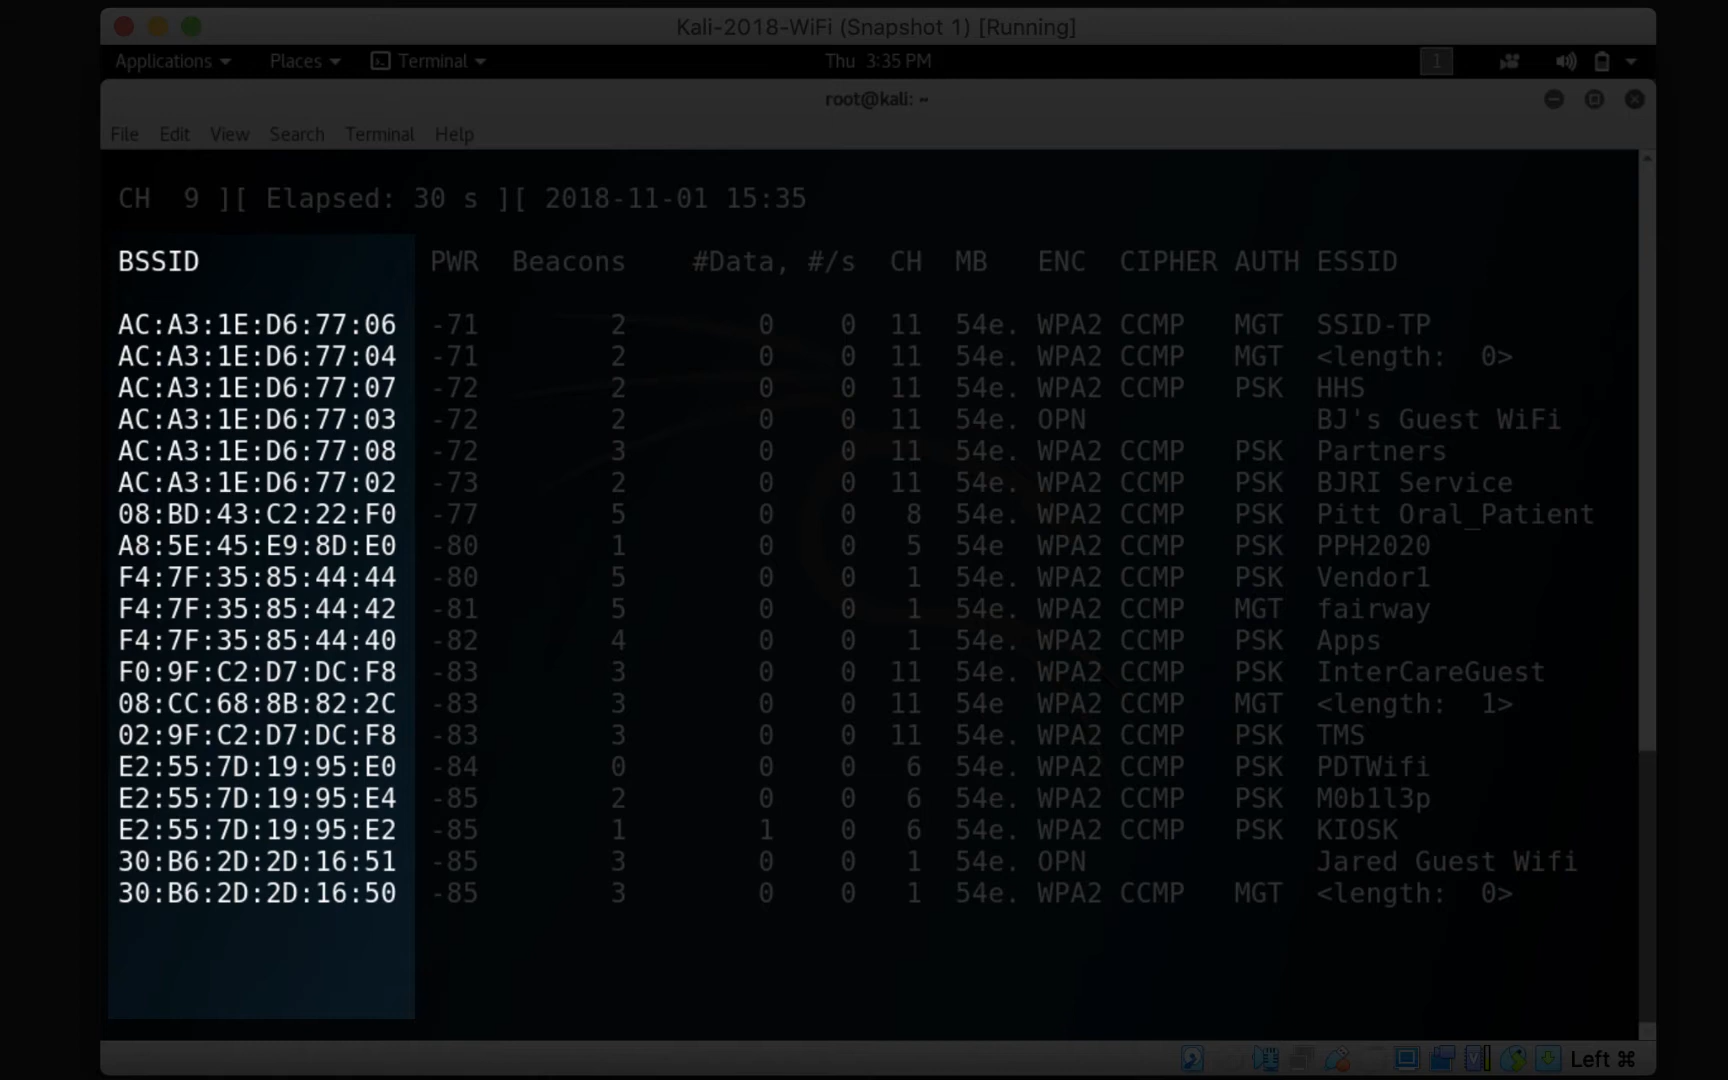 Kali-2018-WiFi (Snapshot 1) [Running]
Applications Places Terminal Thu 3:35 PM 1
root@kali: ~
File Edit View Search Terminal Help
CH 9 ][ Elapsed: 30 s ][ 2018-11-01 15:35
BSSID PWR Beacons #Data, #/s CH MB ENC CIPHER AUTH ESSID
AC:A3:1E:D6:77:06 -71 2 0 0 11 54e. WPA2 CCMP MGT SSID-TP
AC:A3:1E:D6:77:04 -71 2 0 0 11 54e. WPA2 CCMP MGT <length: 0>
AC:A3:1E:D6:77:07 -72 2 0 0 11 54e. WPA2 CCMP PSK HHS
AC:A3:1E:D6:77:03 -72 2 0 0 11 54e. OPN BJ's Guest WiFi
AC:A3:1E:D6:77:08 -72 3 0 0 11 54e. WPA2 CCMP PSK Partners
AC:A3:1E:D6:77:02 -73 2 0 0 11 54e. WPA2 CCMP PSK BJRI Service
08:BD:43:C2:22:F0 -77 5 0 0 8 54e. WPA2 CCMP PSK Pitt Oral_Patient
A8:5E:45:E9:8D:E0 -80 1 0 0 5 54e WPA2 CCMP PSK PPH2020
F4:7F:35:85:44:44 -80 5 0 0 1 54e. WPA2 CCMP PSK Vendor1
F4:7F:35:85:44:42 -81 5 0 0 1 54e. WPA2 CCMP MGT fairway
F4:7F:35:85:44:40 -82 4 0 0 1 54e. WPA2 CCMP PSK Apps
F0:9F:C2:D7:DC:F8 -83 3 0 0 11 54e. WPA2 CCMP PSK InterCareGuest
08:CC:68:8B:82:2C -83 3 0 0 11 54e WPA2 CCMP MGT <length: 1>
02:9F:C2:D7:DC:F8 -83 3 0 0 11 54e. WPA2 CCMP PSK TMS
E2:55:7D:19:95:E0 -84 0 0 0 6 54e. WPA2 CCMP PSK PDTWifi
E2:55:7D:19:95:E4 -85 2 0 0 6 54e. WPA2 CCMP PSK M0b1l3p
E2:55:7D:19:95:E2 -85 1 1 0 6 54e. WPA2 CCMP PSK KIOSK
30:B6:2D:2D:16:51 -85 3 0 0 1 54e. OPN Jared Guest Wifi
30:B6:2D:2D:16:50 -85 3 0 0 1 54e. WPA2 CCMP MGT <length: 0>
Left ⌘